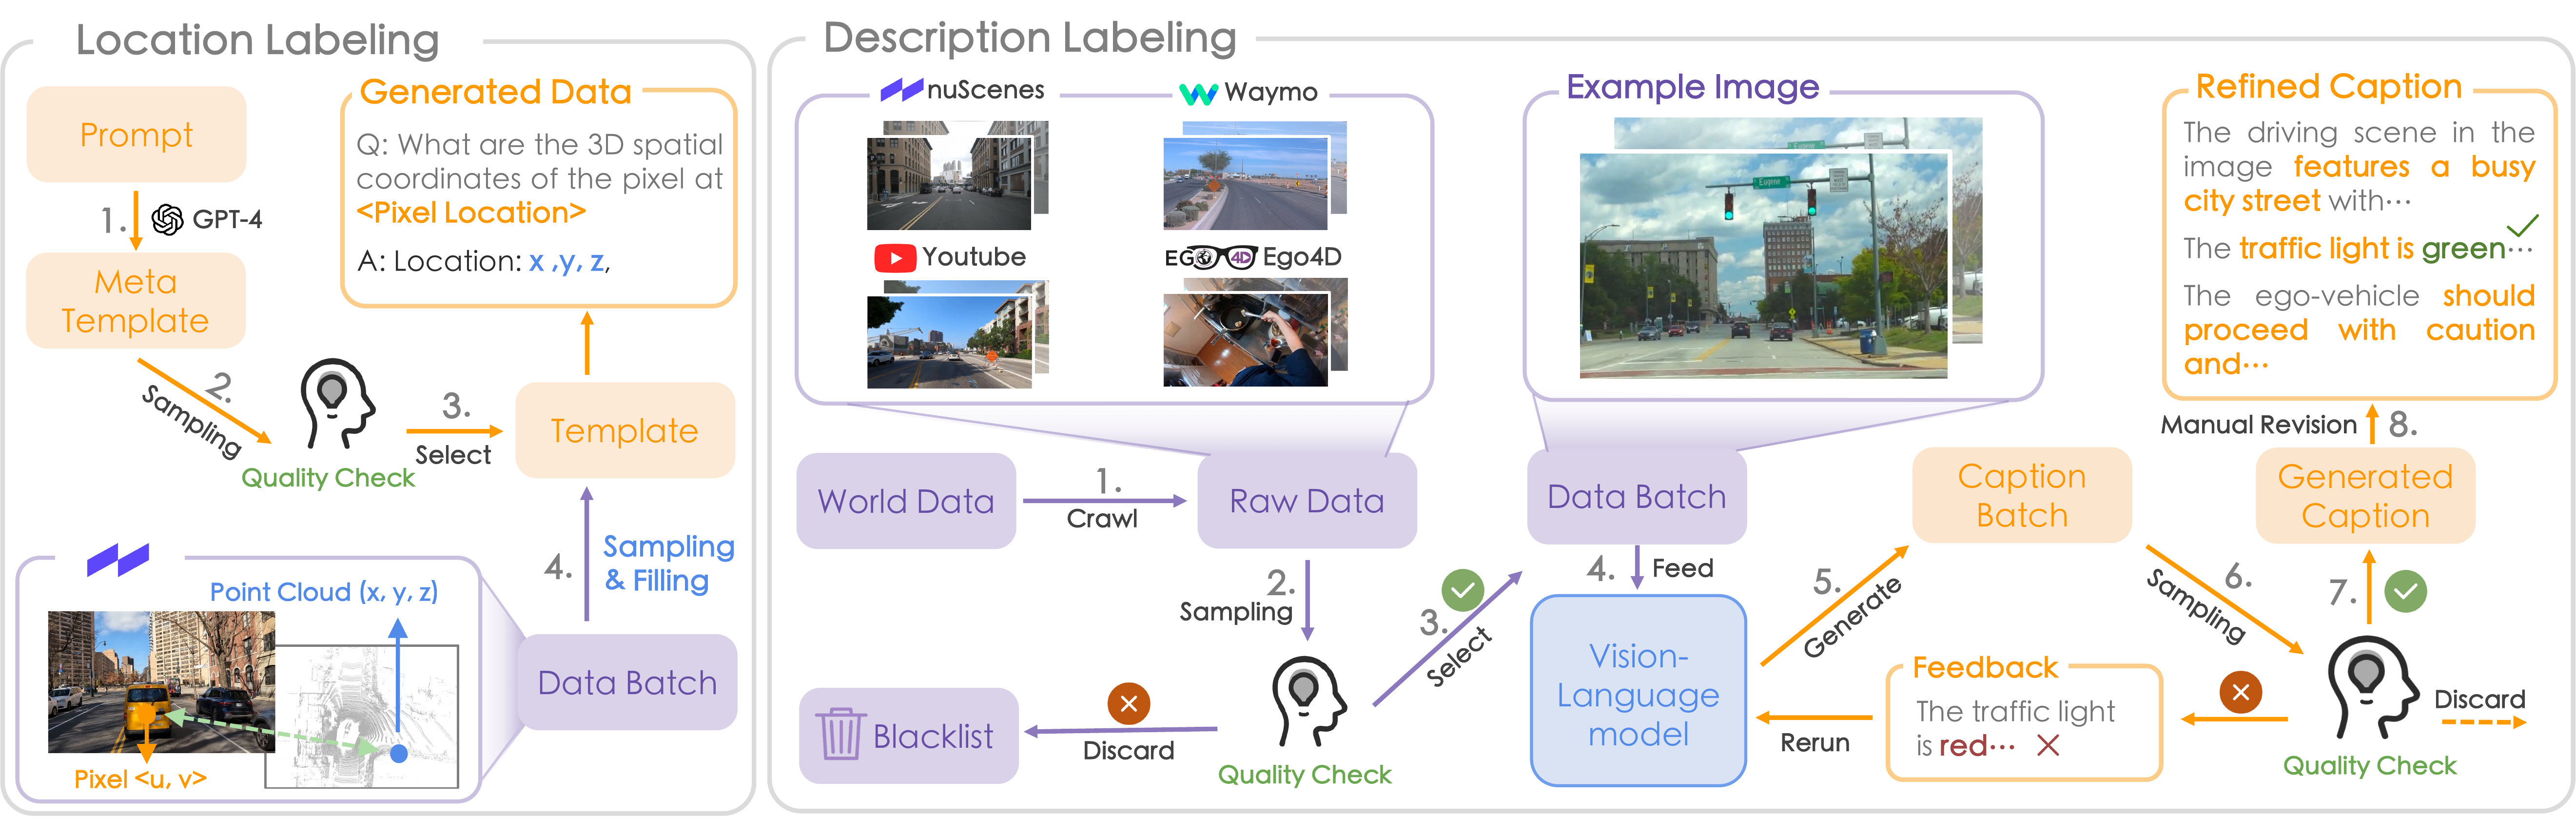 Location Labeling
Prompt
1.
GPT-4
Meta
Template
2.
Sampling
Quality Check
3.
Select
Template
Generated Data
Q: What are the 3D spatial
coordinates of the pixel at
<Pixel Location>
A: Location: x ,y, z,
4.
Sampling
& Filling
Data Batch
Point Cloud (x, y, z)
Pixel <u, v>
Description Labeling
nuScenes
Waymo
Youtube
EGO4D
Ego4D
World Data
1.
Crawl
Raw Data
2.
Sampling
Quality Check
Discard
Blacklist
3.
Select
Example Image
Eugene
Eugene
Data Batch
4.
Feed
Vision-
Language
model
5.
Generate
Caption
Batch
6.
Sampling
Quality Check
Discard
Feedback
The traffic light
is red···
Rerun
7.
Generated
Caption
Manual Revision
8.
Refined Caption
The driving scene in the
image features a busy
city street with···
The traffic light is green···
The ego-vehicle should
proceed with caution
and···